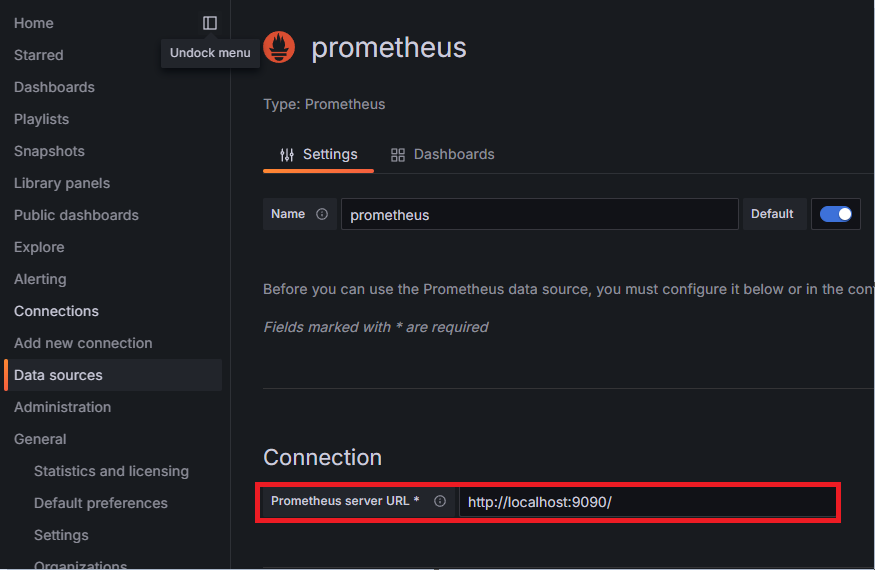 Home
Undock menu
Starred
Dashboards
Playlists
Snapshots
Library panels
Public dashboards
Explore
Alerting
Connections
Add new connection
Data sources
Administration
General
Statistics and licensing
Default preferences
Settings
Organizations
prometheus
Type: Prometheus
Settings Dashboards
Name prometheus Default
Before you can use the Prometheus data source, you must configure it below or in the
Fields marked with * are required
Connection
Prometheus server URL * http://localhost:9090/